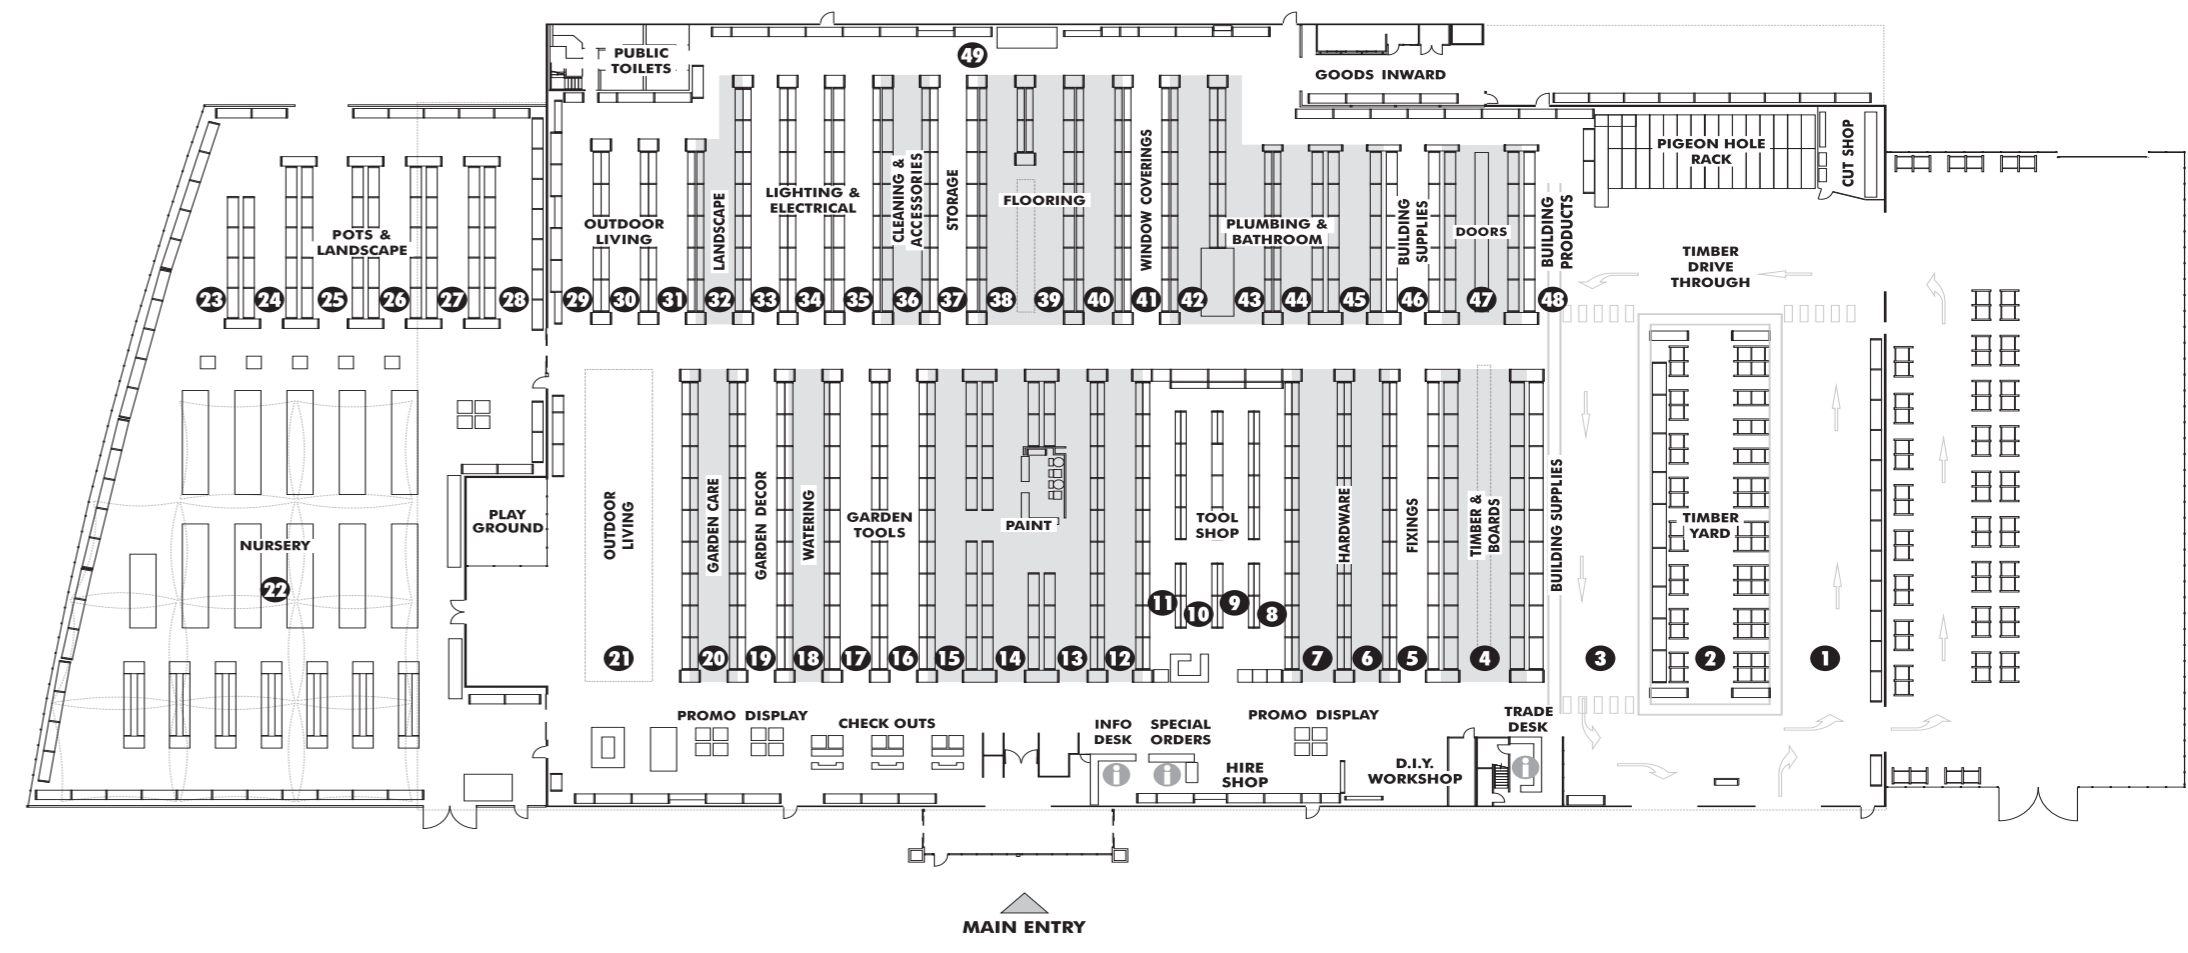 49
PUBLIC
TOILETS
GOODS INWARD
PIGEON HOLE
RACK
CUT SHOP
POTS &
LANDSCAPE
OUTDOOR
LIVING
LANDSCAPE
LIGHTING &
ELECTRICAL
CLEANING &
ACCESSORIES
STORAGE
FLOORING
WINDOW COVERINGS
PLUMBING &
BATHROOM
BUILDING
SUPPLIES
DOORS
BUILDING
PRODUCTS
TIMBER
DRIVE
THROUGH
23 24 25 26 27 28 29 30 31 32 33 34 35 36 37 38 39 40 41 42 43 44 45 46 47 48
NURSERY
22
PLAY
GROUND
OUTDOOR
LIVING
GARDEN CARE
GARDEN DECOR
WATERING
GARDEN
TOOLS
PAINT
TOOL
SHOP
HARDWARE
FIXINGS
TIMBER &
BOARDS
BUILDING SUPPLIES
TIMBER
YARD
11 10 9 8
21 20 19 18 17 16 15 14 13 12 7 6 5 4 3 2 1
PROMO DISPLAY
CHECK OUTS
INFO
DESK
SPECIAL
ORDERS
PROMO DISPLAY
TRADE
DESK
i
i
i
HIRE
SHOP
D.I.Y.
WORKSHOP
MAIN ENTRY